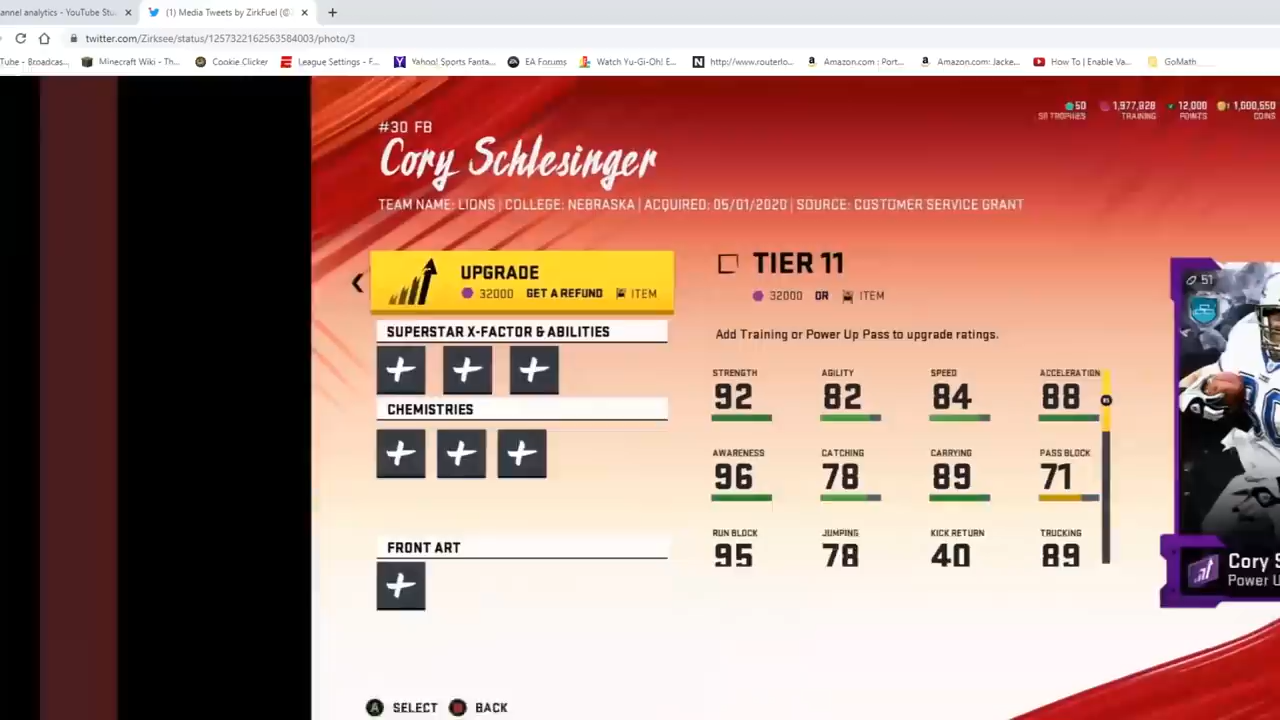 annel analytics - YouTube Stu
(1) Media Tweets by ZirkFuel (@
twitter.com/Zirksee/status/1257322162563584003/photo/3
Tube - Broadcas...
Minecraft Wiki - Th...
Cookie Clicker
League Settings - F...
Yahoo! Sports Fanta...
EA Forums
Watch Yu-Gi-Oh! E...
http://www.routerlo...
Amazon.com : Port...
Amazon.com: Jacke...
How To | Enable Va...
GoMath
50 1,977,828 12,000 1,600,550
TRAINING POINTS COINS
#30 FB
Cory Schlesinger
TEAM NAME: LIONS | COLLEGE: NEBRASKA | ACQUIRED: 05/01/2020 | SOURCE: CUSTOMER SERVICE GRANT
UPGRADE
32000 GET A REFUND ITEM
TIER 11
32000 OR ITEM
Add Training or Power Up Pass to upgrade ratings.
SUPERSTAR X-FACTOR & ABILITIES
CHEMISTRIES
FRONT ART
STRENGTH AGILITY SPEED ACCELERATION
92 82 84 88
RS
AWARENESS CATCHING CARRYING PASS BLOCK
96 78 89 71
RUN BLOCK JUMPING KICK RETURN TRUCKING
95 78 40 89
51
Cory S
Power U
A SELECT B BACK